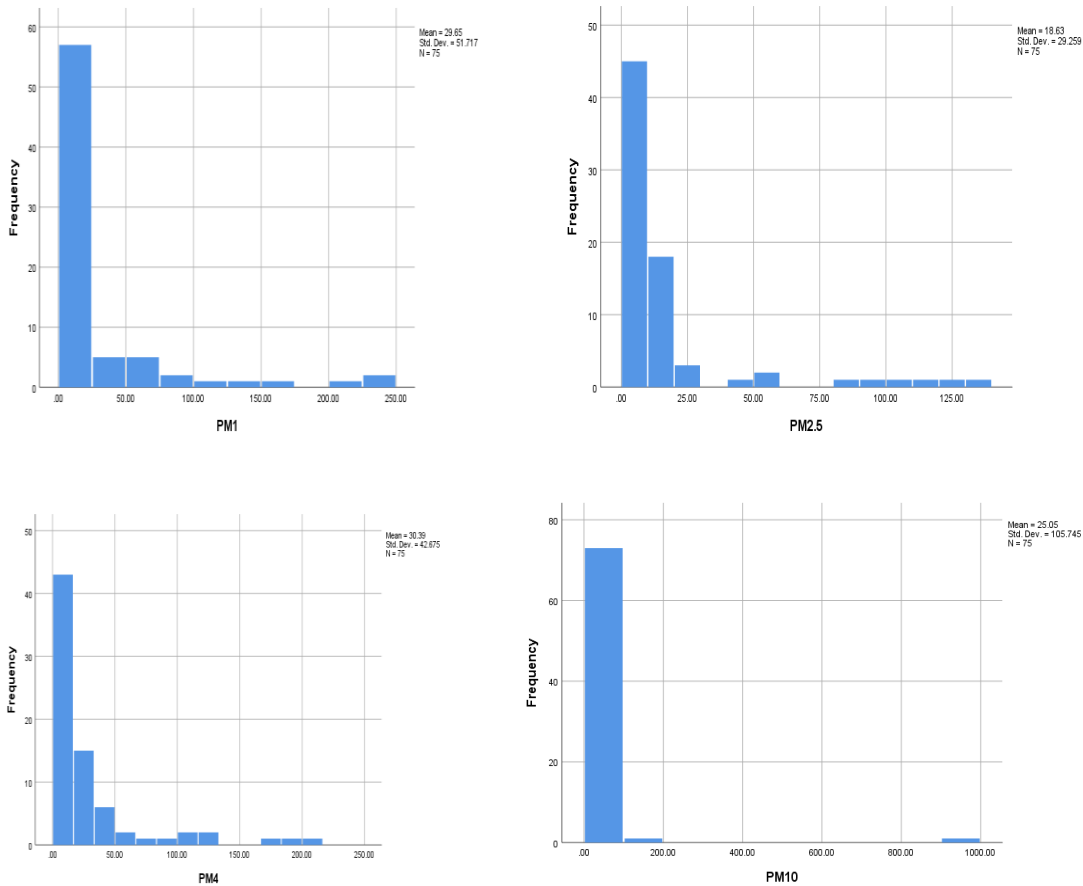 Mean = 29.65
Std. Dev. = 51.717
N = 75
Frequency
60
50
40
30
20
10
0
.00 50.00 100.00 150.00 200.00 250.00
PM1
Mean = 18.63
Std. Dev. = 29.259
N = 75
Frequency
50
40
30
20
10
0
.00 25.00 50.00 75.00 100.00 125.00
PM2.5
Mean = 30.39
Std. Dev. = 42.675
N = 75
Frequency
50
40
30
20
10
0
.00 50.00 100.00 150.00 200.00 250.00
PM4
Mean = 25.05
Std. Dev. = 105.745
N = 75
Frequency
80
60
40
20
0
.00 200.00 400.00 600.00 800.00 1000.00
PM10